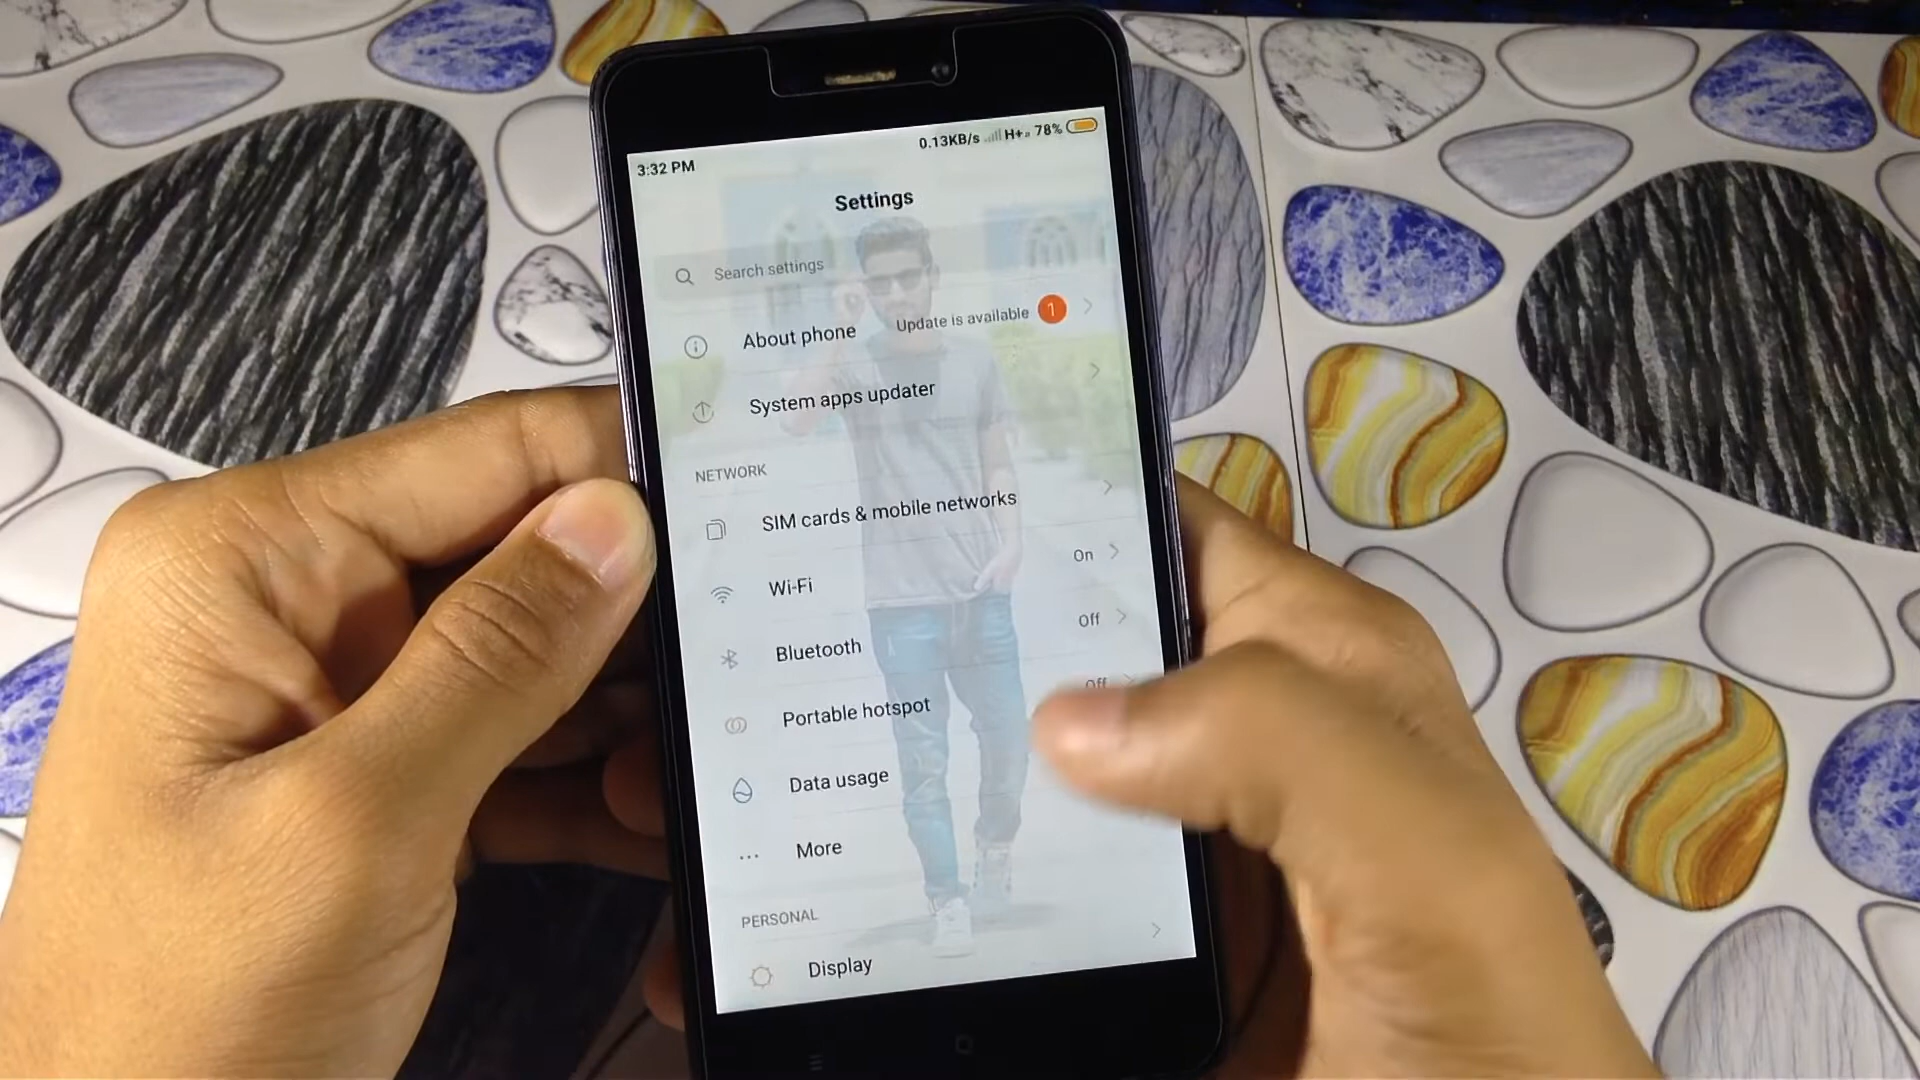 3:32 PM 0.13KB/s H+ 78%
Settings
Search settings
About phone Update is available 1
System apps updater
NETWORK
SIM cards & mobile networks
Wi-Fi On
Bluetooth Off
Portable hotspot Off
Data usage
... More
PERSONAL
Display